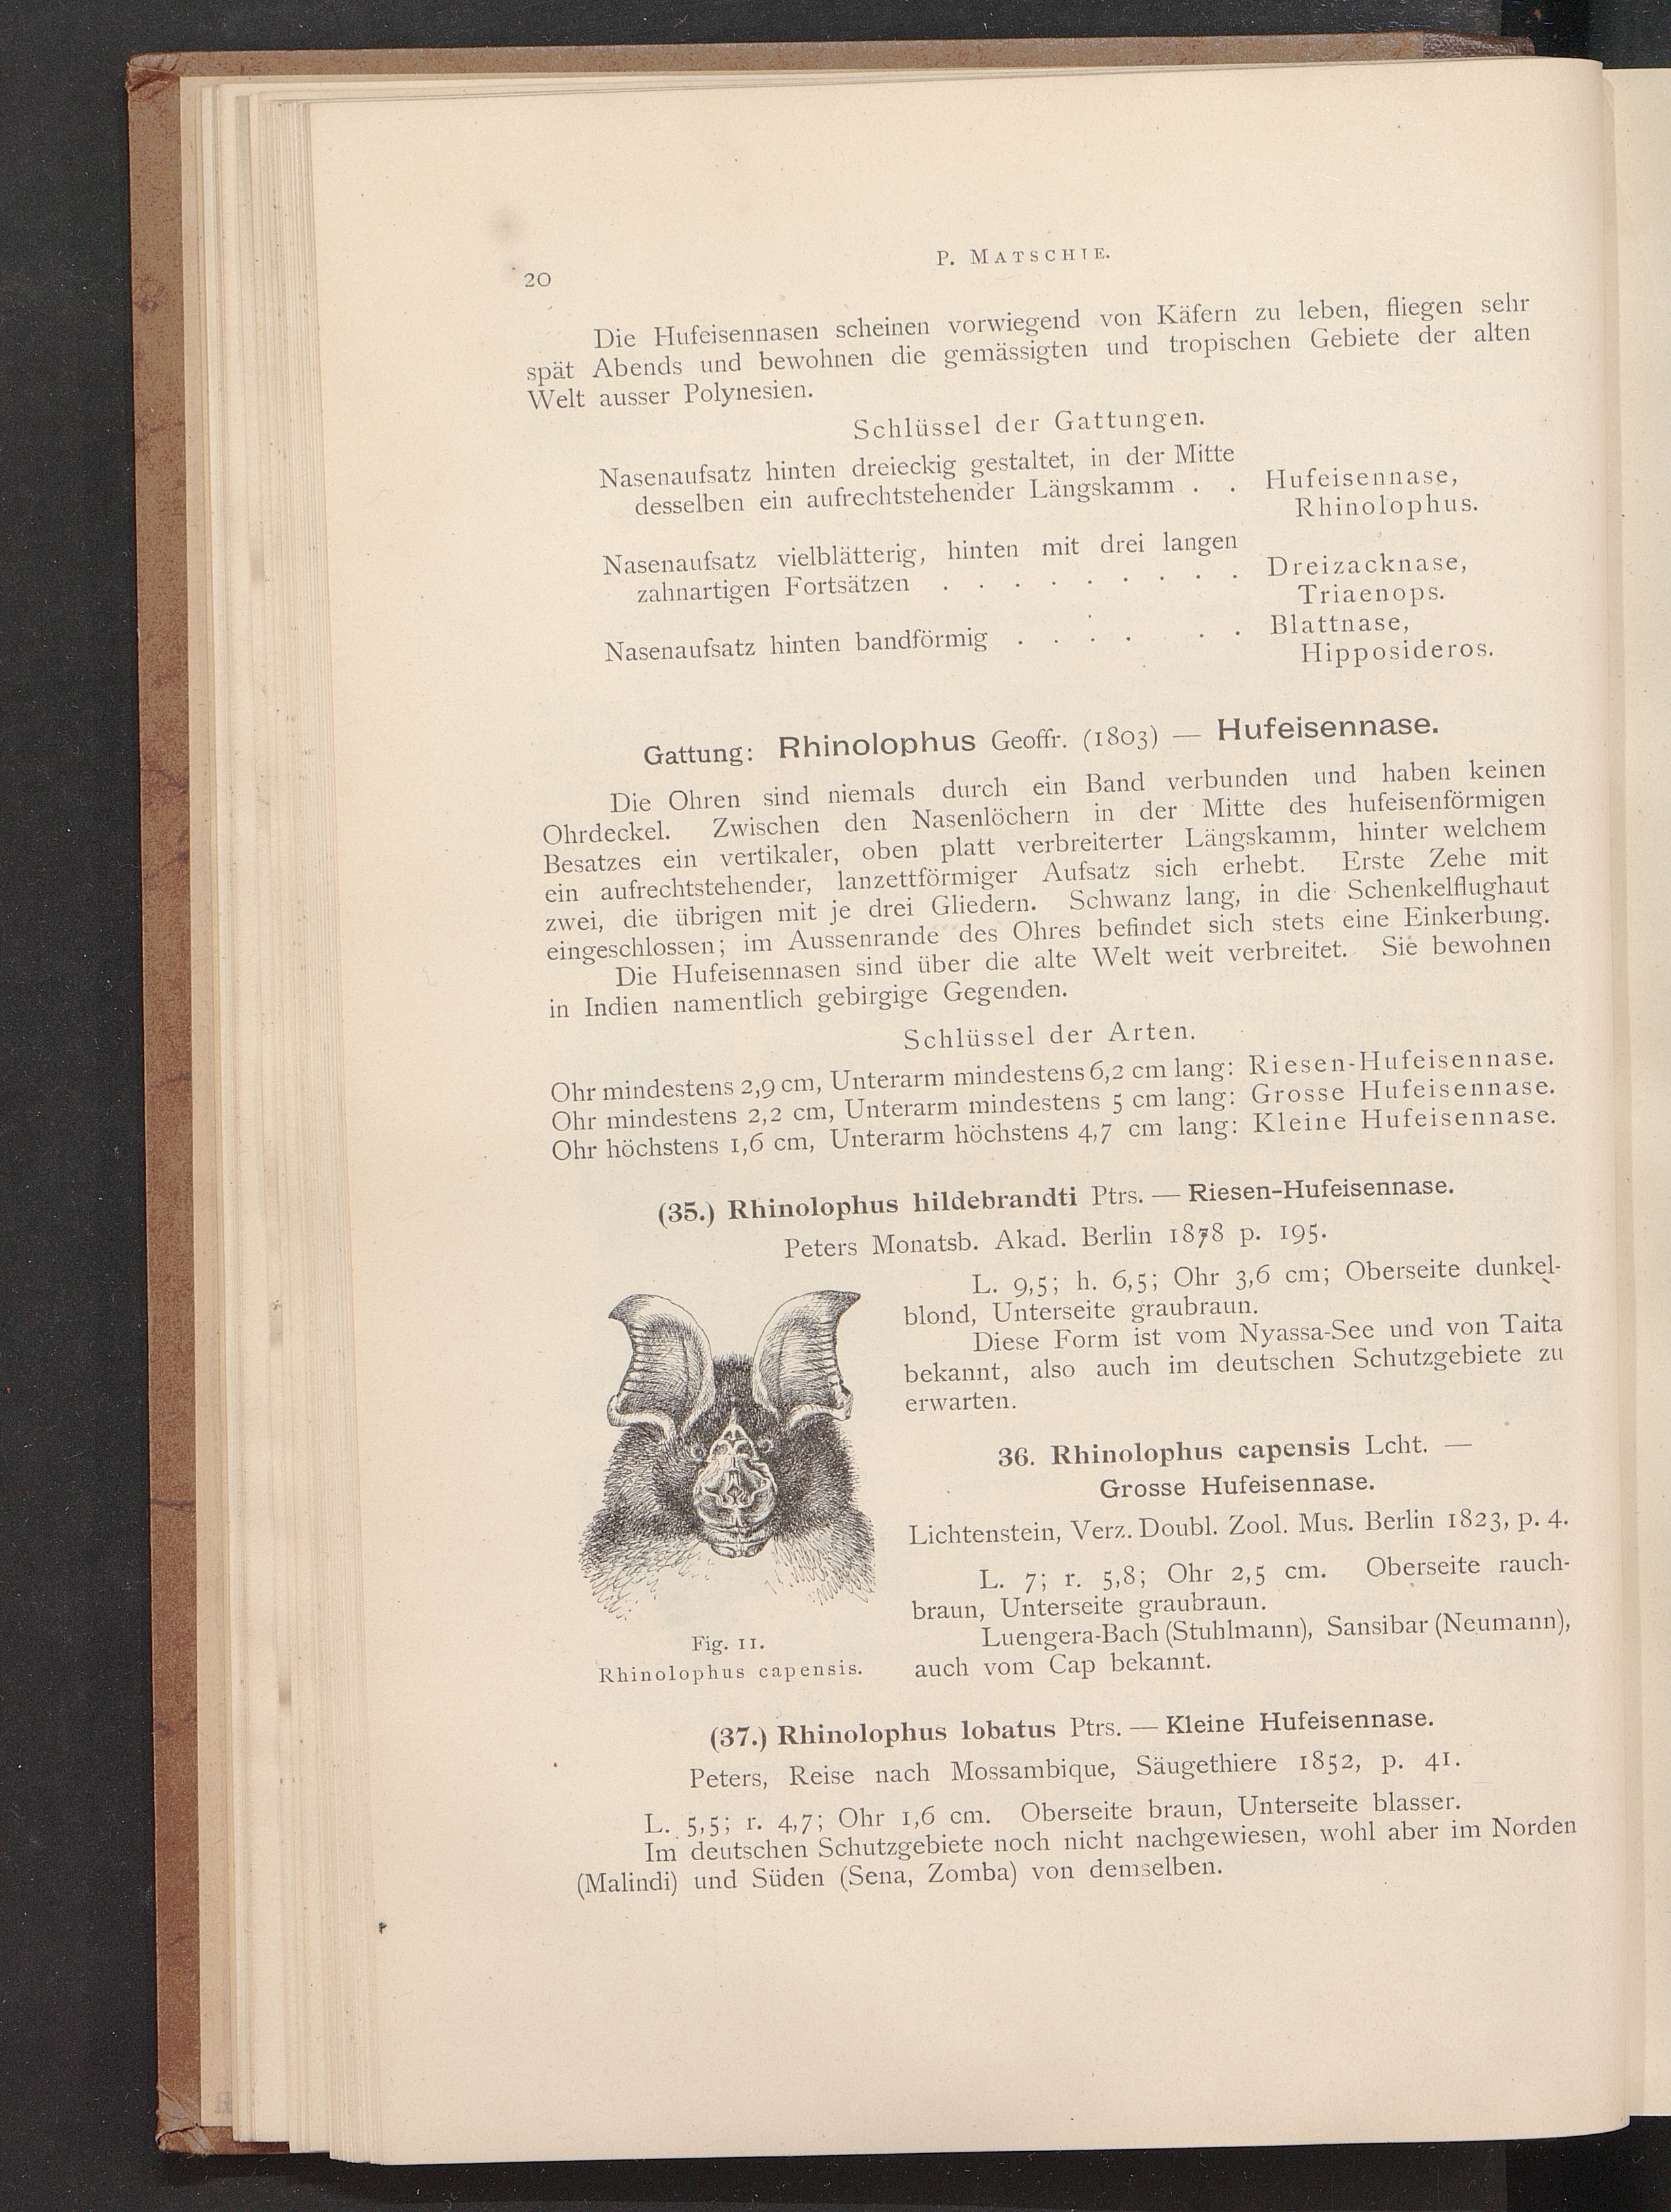 P. MATSCHIE.
20
Die Hufeisennasen scheinen vorwiegend von Käfern zu leben, fliegen sehr
spät Abends und bewohnen die gemässigten und tropischen Gebiete der alten
Welt ausser Polynesien.
Schlüssel der Gattungen.
Nasenaufsatz hinten dreieckig gestaltet, in der Mitte
desselben ein aufrechtstehender Längskamm . . Hufeisennase,
Rhinolophus.
Nasenaufsatz vielblätterig, hinten mit drei langen
zahnartigen Fortsätzen . . . . . . . . . Dreizacknase,
Triaenops.
Nasenaufsatz hinten bandförmig . . . . . . Blattnase,
Hipposideros.
Gattung: Rhinolophus Geoffr. (1803) — Hufeisennase.
Die Ohren sind niemals durch ein Band verbunden und haben keinen
Ohrdeckel. Zwischen den Nasenlöchern in der Mitte des hufeisenförmigen
Besatzes ein vertikaler, oben platt verbreiterter Längskamm, hinter welchem
ein aufrechtstehender, lanzettförmiger Aufsatz sich erhebt. Erste Zehe mit
zwei, die übrigen mit je drei Gliedern. Schwanz lang, in die Schenkelflughaut
eingeschlossen; im Aussenrande des Ohres befindet sich stets eine Einkerbung.
Die Hufeisennasen sind über die alte Welt weit verbreitet. Sie bewohnen
in Indien namentlich gebirgige Gegenden.
Schlüssel der Arten.
Ohr mindestens 2,9 cm, Unterarm mindestens 6,2 cm lang: Riesen-Hufeisennase.
Ohr mindestens 2,2 cm, Unterarm mindestens 5 cm lang: Grosse Hufeisennase.
Ohr höchstens 1,6 cm, Unterarm höchstens 4,7 cm lang: Kleine Hufeisennase.
(35.) Rhinolophus hildebrandti Ptrs. — Riesen-Hufeisennase.
Peters Monatsb. Akad. Berlin 1878 p. 195.
L. 9,5; h. 6,5; Ohr 3,6 cm; Oberseite dunkel-
blond, Unterseite graubraun.
Diese Form ist vom Nyassa-See und von Taita
bekannt, also auch im deutschen Schutzgebiete zu
erwarten.
36. Rhinolophus capensis Lcht. —
Grosse Hufeisennase.
Lichtenstein, Verz. Doubl. Zool. Mus. Berlin 1823, p. 4.
L. 7; r. 5,8; Ohr 2,5 cm. Oberseite rauch-
braun, Unterseite graubraun.
Luengera-Bach (Stuhlmann), Sansibar (Neumann),
auch vom Cap bekannt.
Fig. 11.
Rhinolophus capensis.
(37.) Rhinolophus lobatus Ptrs. — Kleine Hufeisennase.
Peters, Reise nach Mossambique, Säugethiere 1852, p. 41.
L. 5,5; r. 4,7; Ohr 1,6 cm. Oberseite braun, Unterseite blasser.
Im deutschen Schutzgebiete noch nicht nachgewiesen, wohl aber im Norden
(Malindi) und Süden (Sena, Zomba) von demselben.